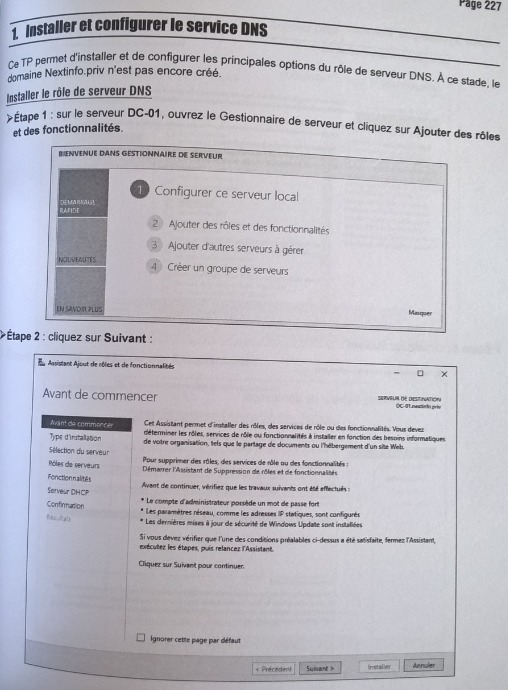 Page 227
1. Installer et configurer le service DNS
Ce TP permet d'installer et de configurer les principales options du rôle de serveur DNS. À ce stade, le
domaine Nextinfo.priv n'est pas encore créé.
Installer le rôle de serveur DNS
➢Étape 1 : sur le serveur DC-01, ouvrez le Gestionnaire de serveur et cliquez sur Ajouter des rôles
et des fonctionnalités.
BIENVENUE DANS GESTIONNAIRE DE SERVEUR
DÉMARRAGE
RAPIDE
NOUVEAUTÉS
EN SAVOIR PLUS
1 Configurer ce serveur local
2 Ajouter des rôles et des fonctionnalités
3 Ajouter d'autres serveurs à gérer
4 Créer un groupe de serveurs
Masquer
➢Étape 2 : cliquez sur Suivant :
Assistant Ajout de rôles et de fonctionnalités
Avant de commencer
SERVEUR DE DESTINATION
DC-01.nextinfo.priv
Avant de commencer
Type d'installation
Sélection du serveur
Rôles de serveurs
Fonctionnalités
Serveur DHCP
Confirmation
Résultats
Cet Assistant permet d'installer des rôles, des services de rôle ou des fonctionnalités. Vous devez
déterminer les rôles, services de rôle ou fonctionnalités à installer en fonction des besoins informatiques
de votre organisation, tels que le partage de documents ou l'hébergement d'un site Web.
Pour supprimer des rôles, des services de rôle ou des fonctionnalités :
Démarrer l'Assistant de Suppression de rôles et de fonctionnalités
Avant de continuer, vérifiez que les travaux suivants ont été effectués :
• Le compte d'administrateur possède un mot de passe fort
• Les paramètres réseau, comme les adresses IP statiques, sont configurés
• Les dernières mises à jour de sécurité de Windows Update sont installées
Si vous devez vérifier que l'une des conditions préalables ci-dessus a été satisfaite, fermez l'Assistant,
exécutez les étapes, puis relancez l'Assistant.
Cliquez sur Suivant pour continuer.
Ignorer cette page par défaut
< Précédent
Suivant >
Installer
Annuler